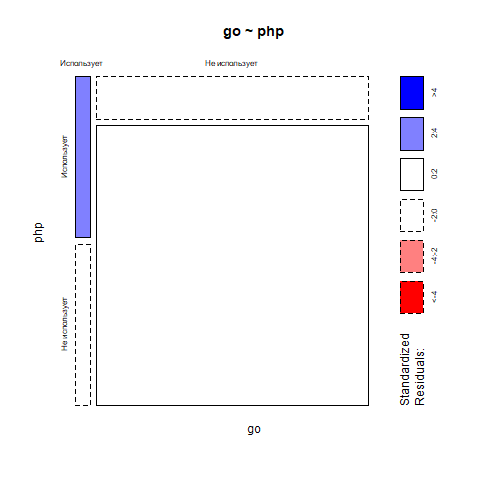 go ~ php
Использует
Не использует
Использует
Не использует
php
go
>4
2:4
0:2
-2:0
-4:-2
<-4
Standardized
Residuals: